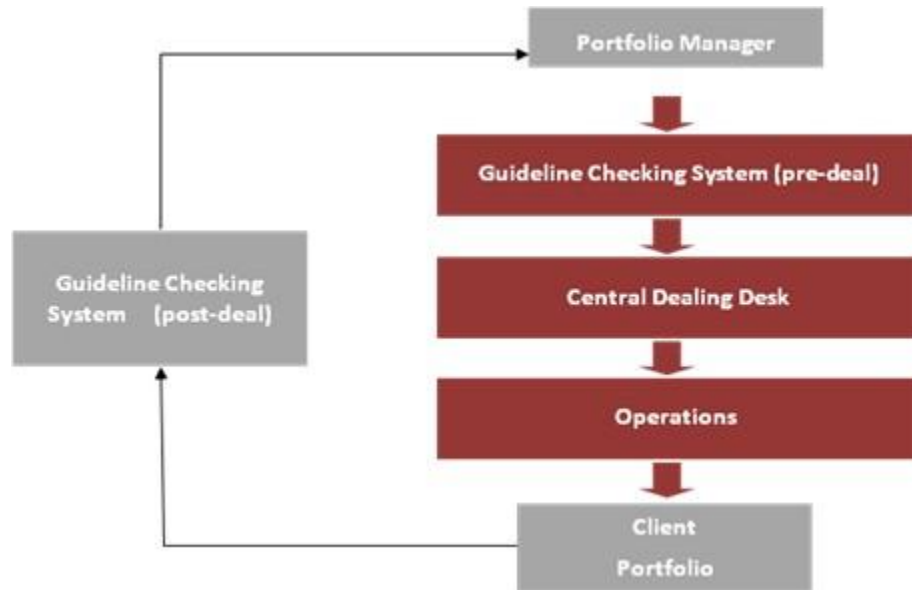 Portfolio Manager
Guideline Checking System (pre-deal)
Central Dealing Desk
Operations
Client
Portfolio
Guideline Checking
System (post-deal)